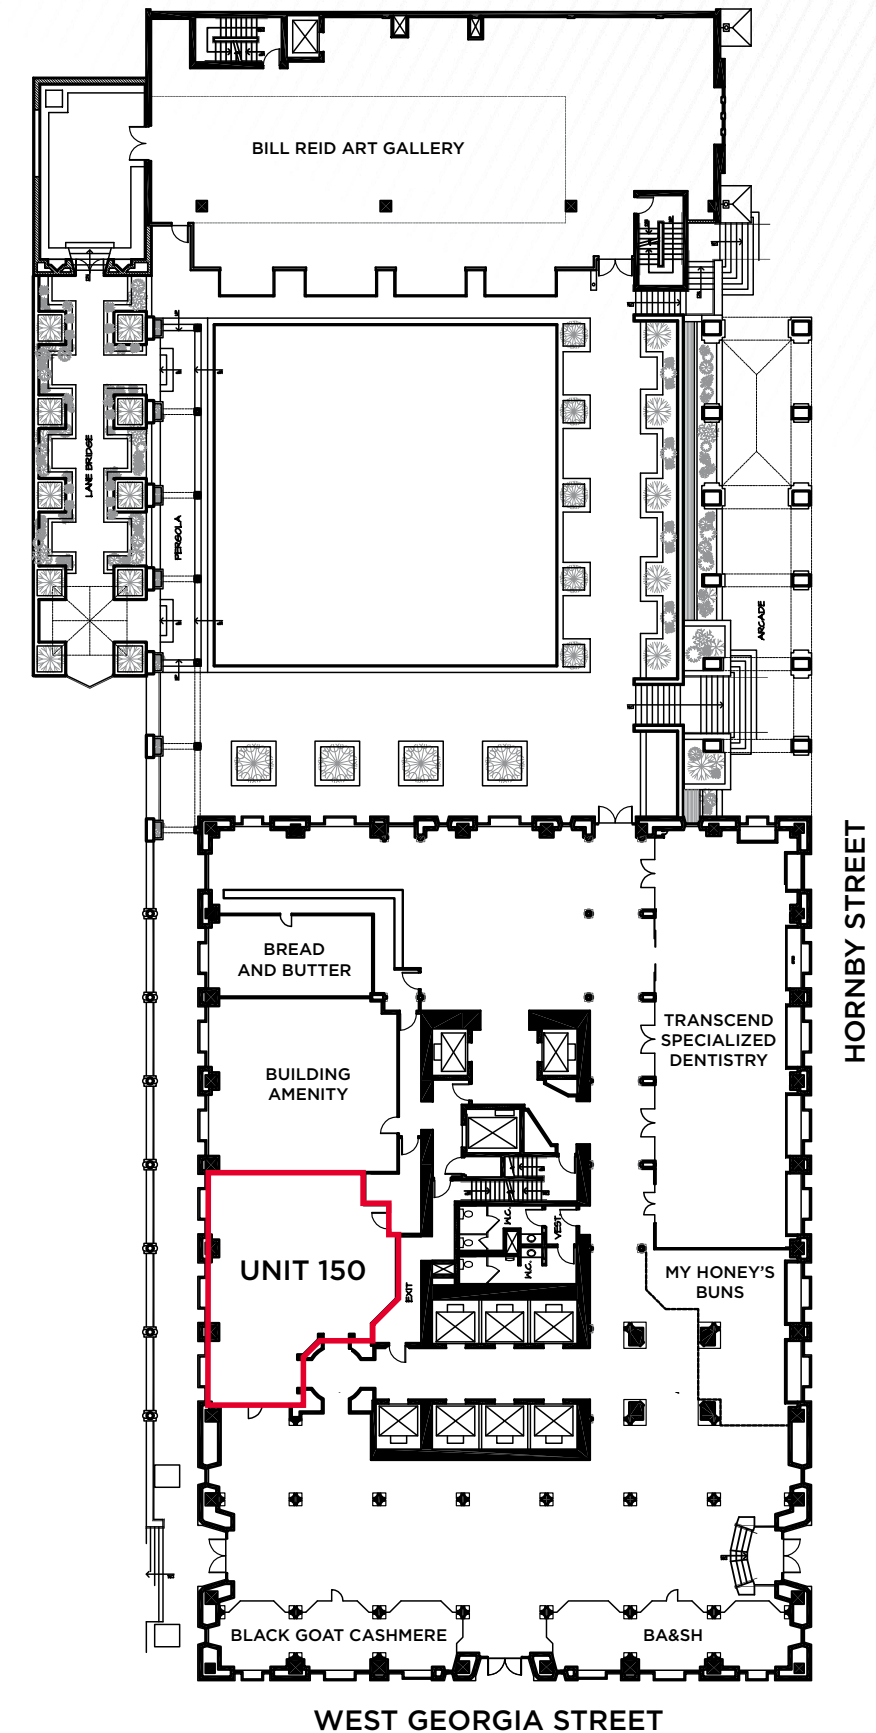 BILL REID ART GALLERY
LANE BRIDGE
PERGOLA
ARCADE
HORNBY STREET
BREAD
AND BUTTER
TRANSCEND
SPECIALIZED
DENTISTRY
BUILDING
AMENITY
W.C.
VEST.
W.C.
UNIT 150
EXIT
MY HONEY'S
BUNS
BLACK GOAT CASHMERE
BA&SH
WEST GEORGIA STREET